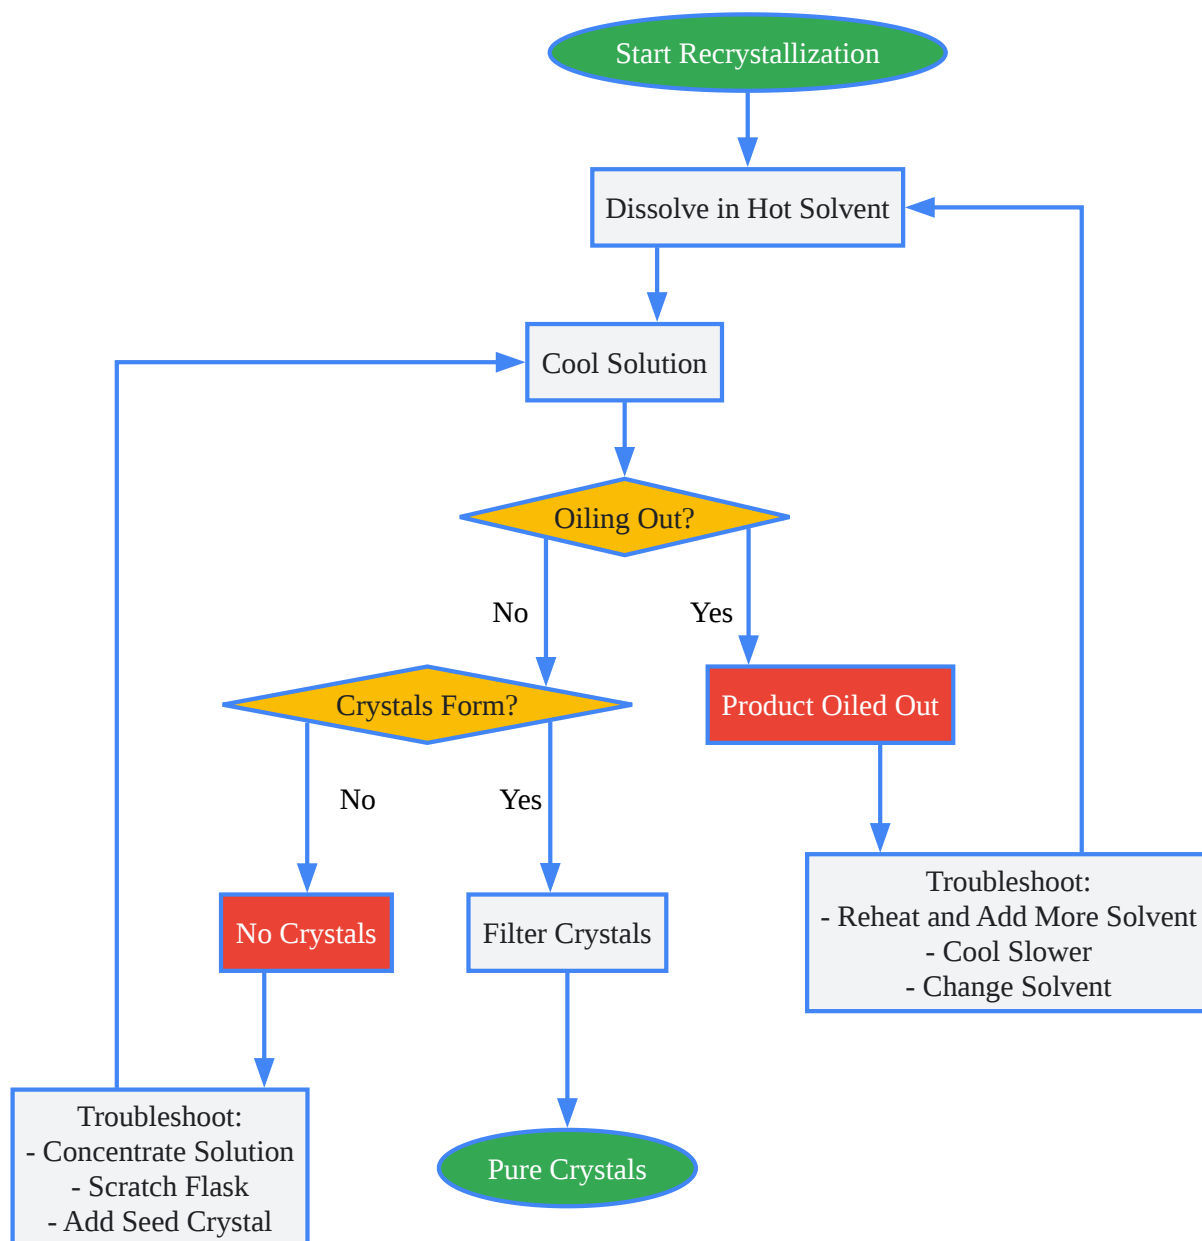 Start Recrystallization
Dissolve in Hot Solvent
Cool Solution
Oiling Out?
No
Yes
Crystals Form?
Product Oiled Out
No
Yes
Troubleshoot:
- Reheat and Add More Solvent
- Cool Slower
- Change Solvent
No Crystals
Filter Crystals
Troubleshoot:
- Concentrate Solution
- Scratch Flask
- Add Seed Crystal
Pure Crystals